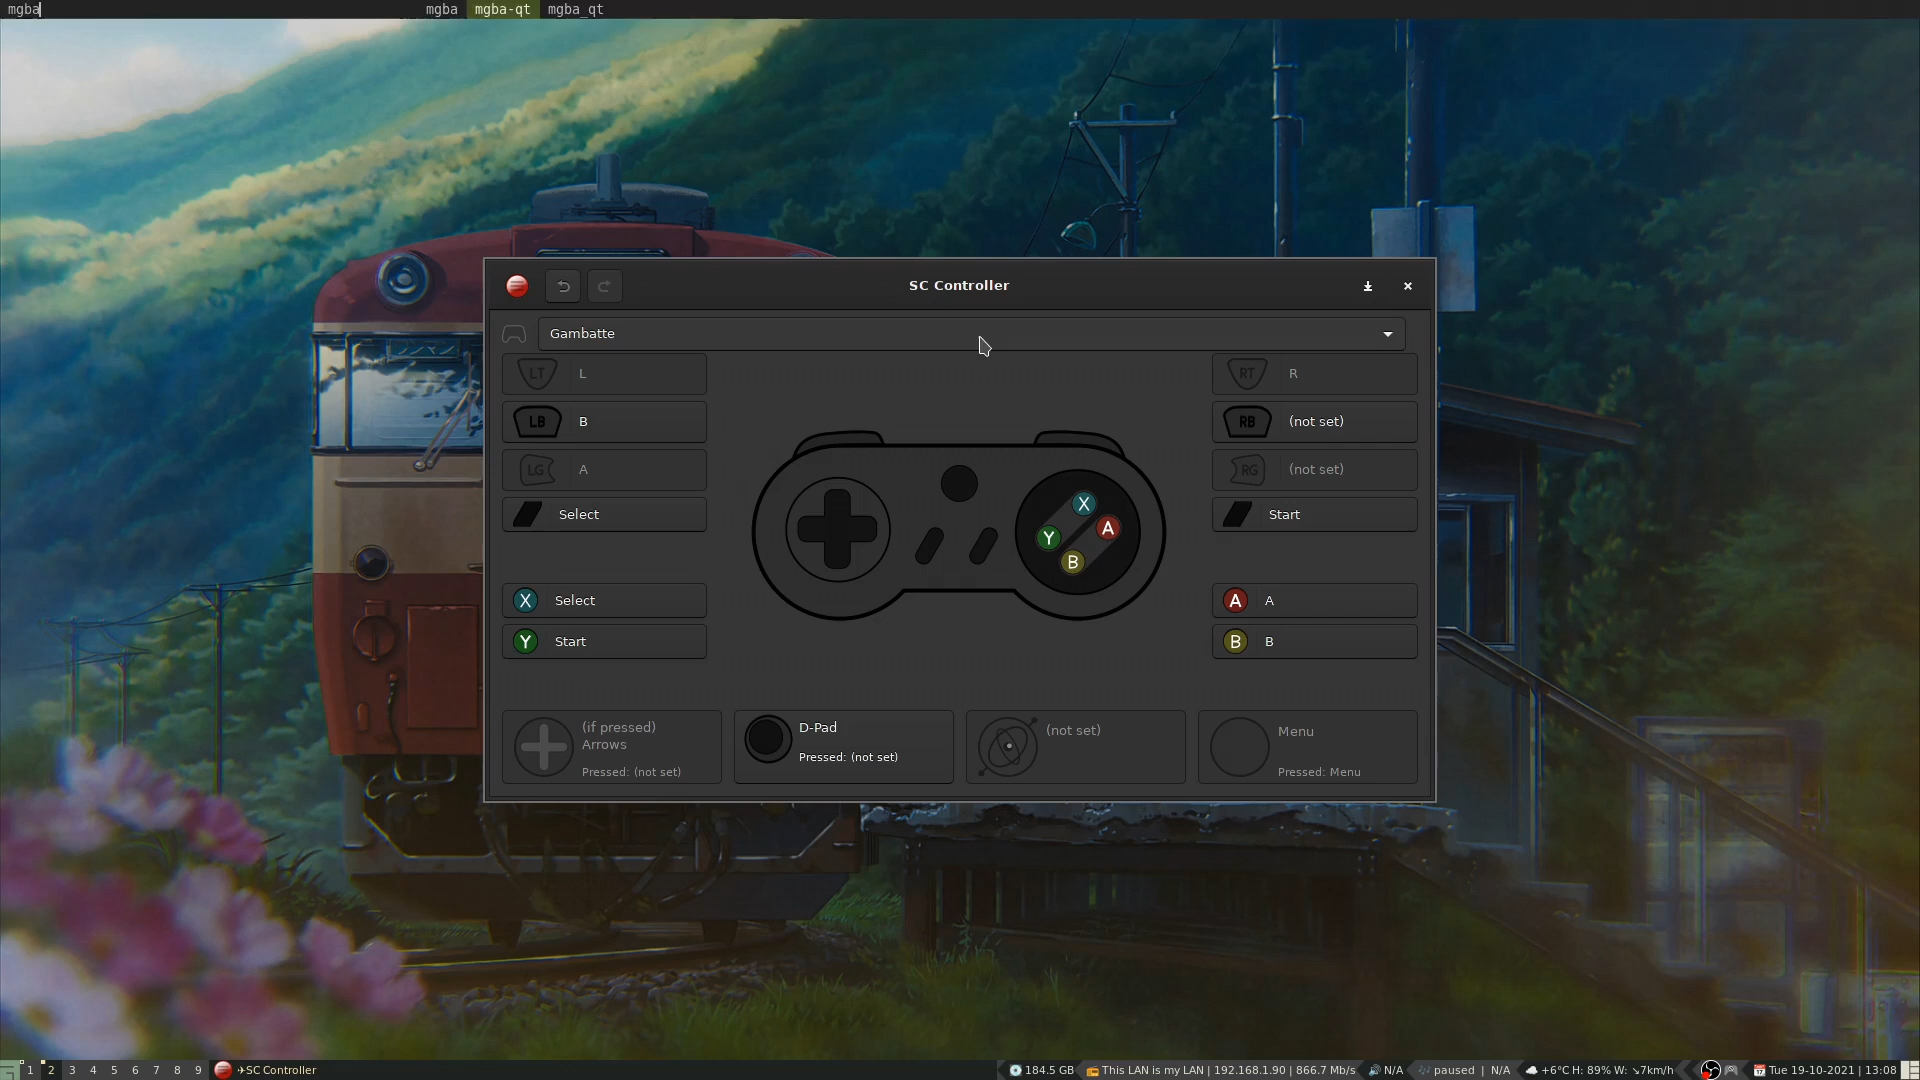 mgba mgba mgba-qt mgba_qt
SC Controller
Gambatte
LT L
LB B
LG A
Select
X Select
Y Start
X
A
Y
B
RT R
RB (not set)
RG (not set)
Start
A A
B B
(if pressed)
Arrows
Pressed: (not set)
D-Pad
Pressed: (not set)
(not set)
Menu
Pressed: Menu
1 2 3 4 5 6 7 8 9 ✈SC Controller 184.5 GB This LAN is my LAN | 192.168.1.90 | 866.7 Mb/s N/A paused | N/A +6°C H: 89% W: ↘7km/h Tue 19-10-2021 | 13:08